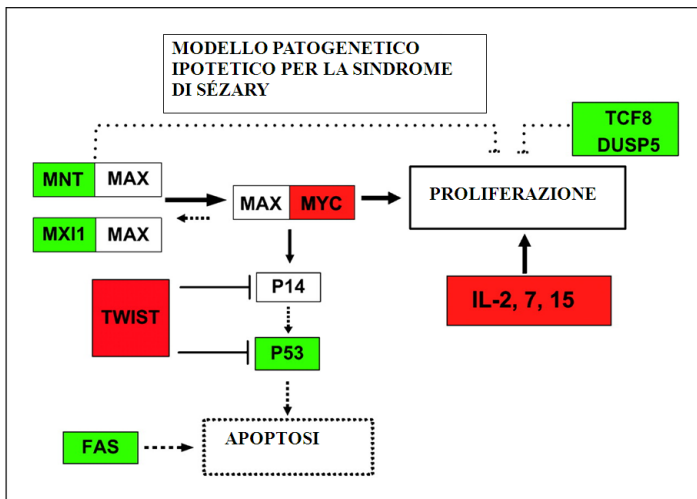 MODELLO PATOGENETICO
IPOTETICO PER LA SINDROME
DI SÉZARY
TCF8
DUSP5
MNT MAX
MAX MYC
PROLIFERAZIONE
MXI1 MAX
P14
IL-2, 7, 15
TWIST
P53
FAS
APOPTOSI